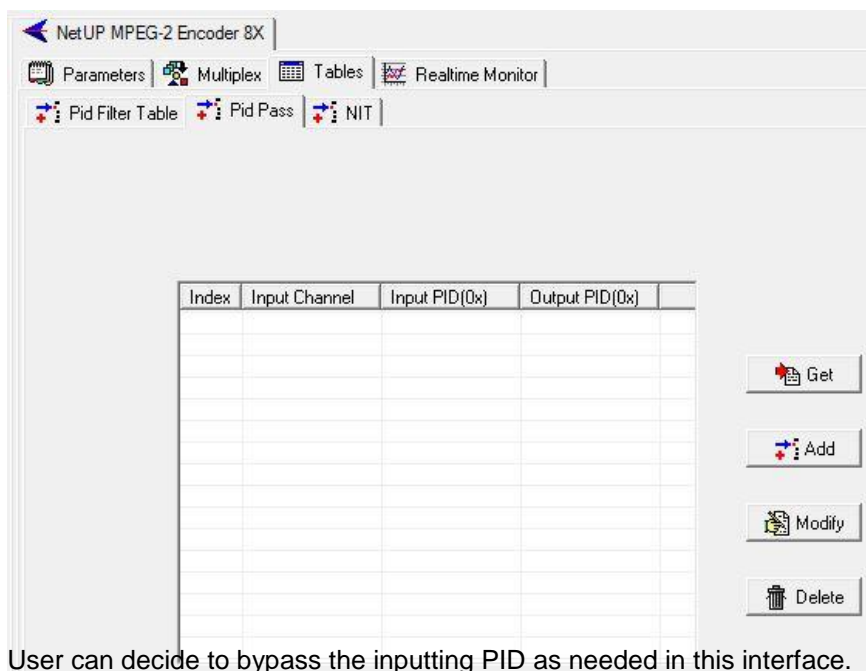 NetUP MPEG-2 Encoder 8X
Parameters Multiplex Tables Realtime Monitor
Pid Filter Table Pid Pass NIT
Index Input Channel Input PID(0x) Output PID(0x)
Get
Add
Modify
Delete
User can decide to bypass the inputting PID as needed in this interface.